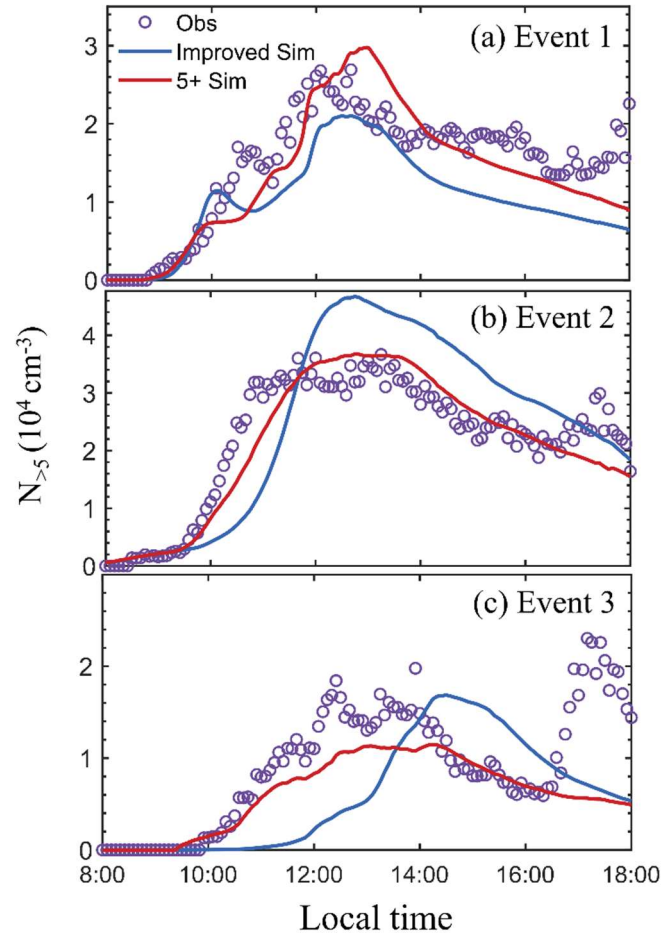 Obs
Improved Sim
5+ Sim
(a) Event 1
3
2
1
0
(b) Event 2
4
3
2
1
0
N>5 (10⁴ cm⁻³)
(c) Event 3
2
1
0
8:00 10:00 12:00 14:00 16:00 18:00
Local time